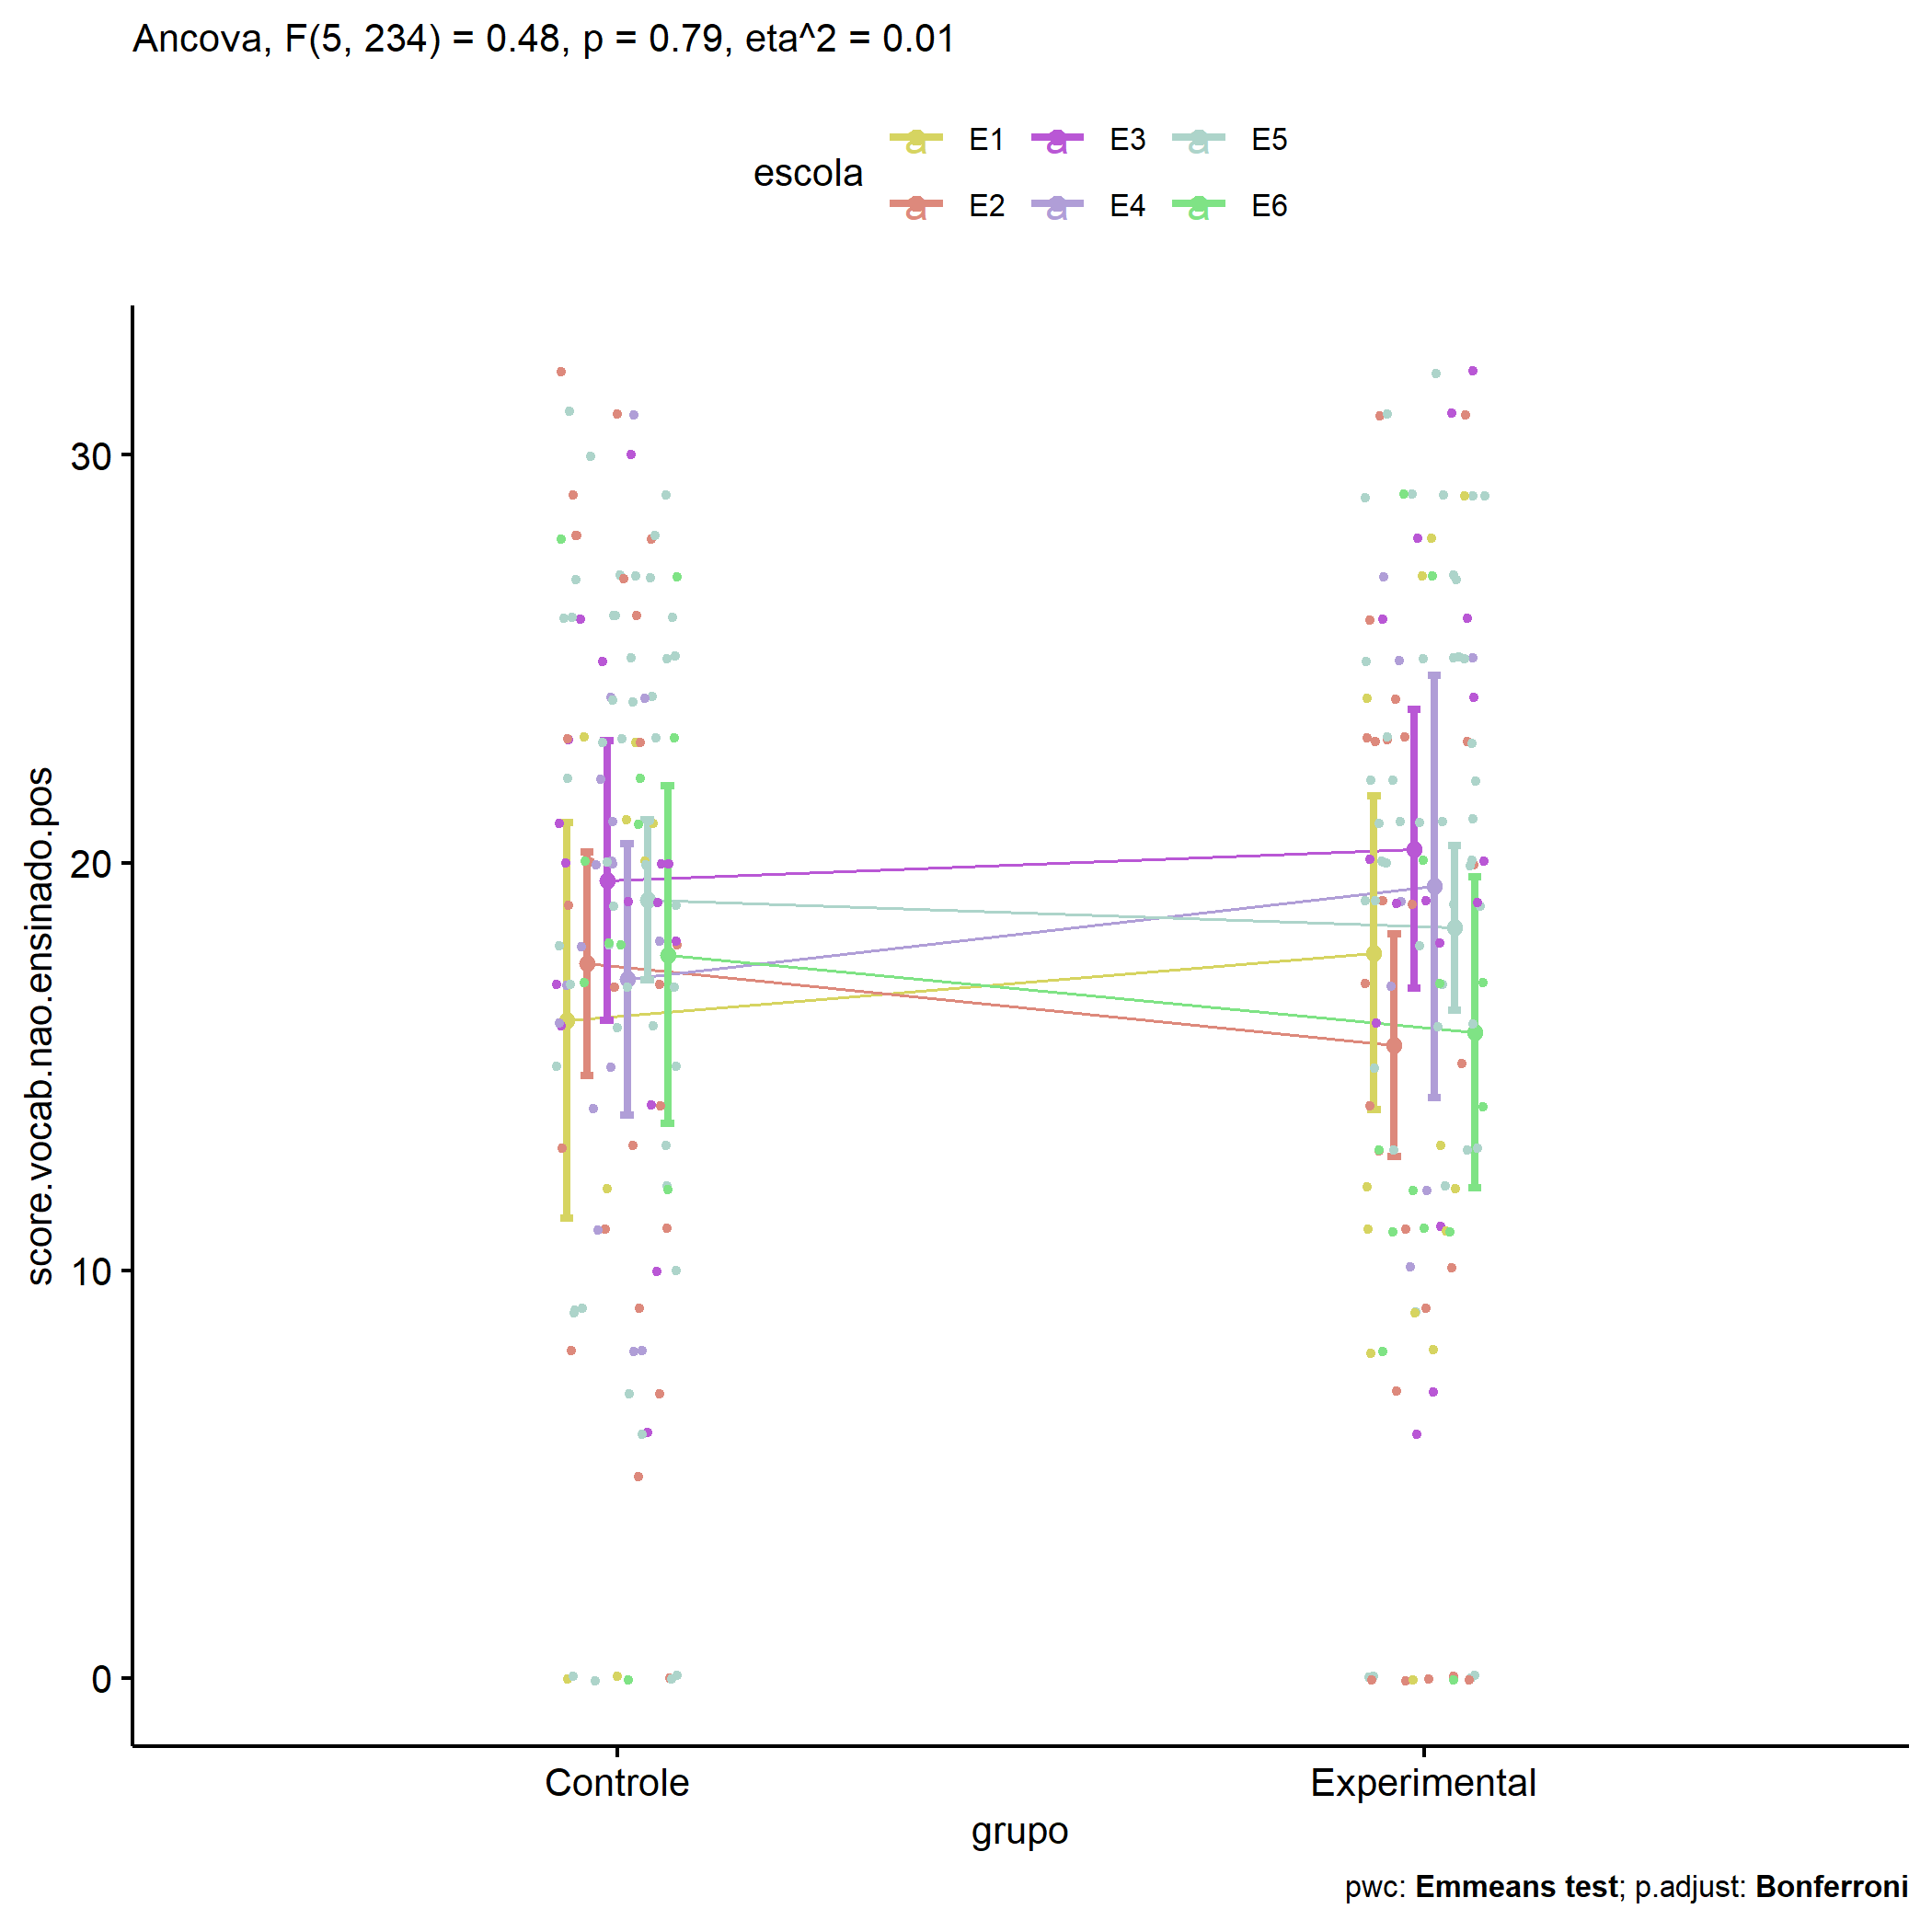 Ancova, F(5, 234) = 0.48, p = 0.79, eta^2 = 0.01
escola
a E1 a E3 a E5
a E2 a E4 a E6
score.vocab.nao.ensinado.pos
30
20
10
0
Controle Experimental
grupo
pwc: Emmeans test; p.adjust: Bonferroni